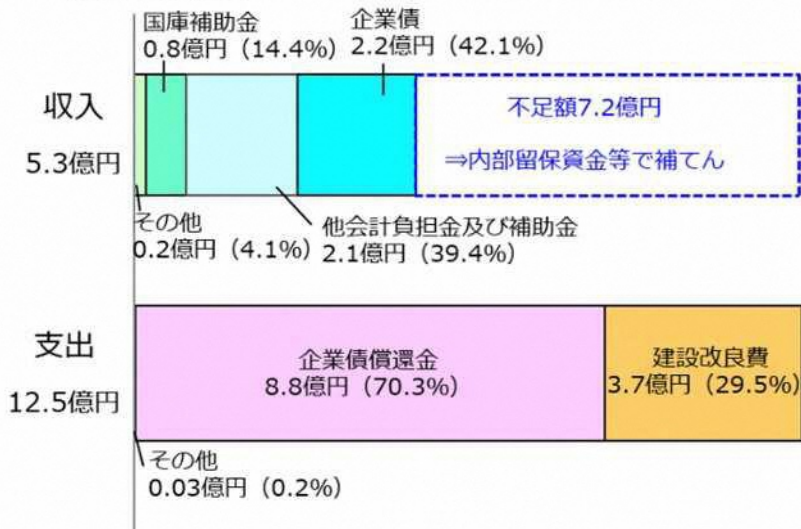 国庫補助金
0.8億円（14.4%）
企業債
2.2億円（42.1%）
収入
5.3億円
不足額7.2億円
⇒内部留保資金等で補てん
その他
0.2億円（4.1%）
他会計負担金及び補助金
2.1億円（39.4%）
支出
12.5億円
企業債償還金
8.8億円（70.3%）
建設改良費
3.7億円（29.5%）
その他
0.03億円（0.2%）